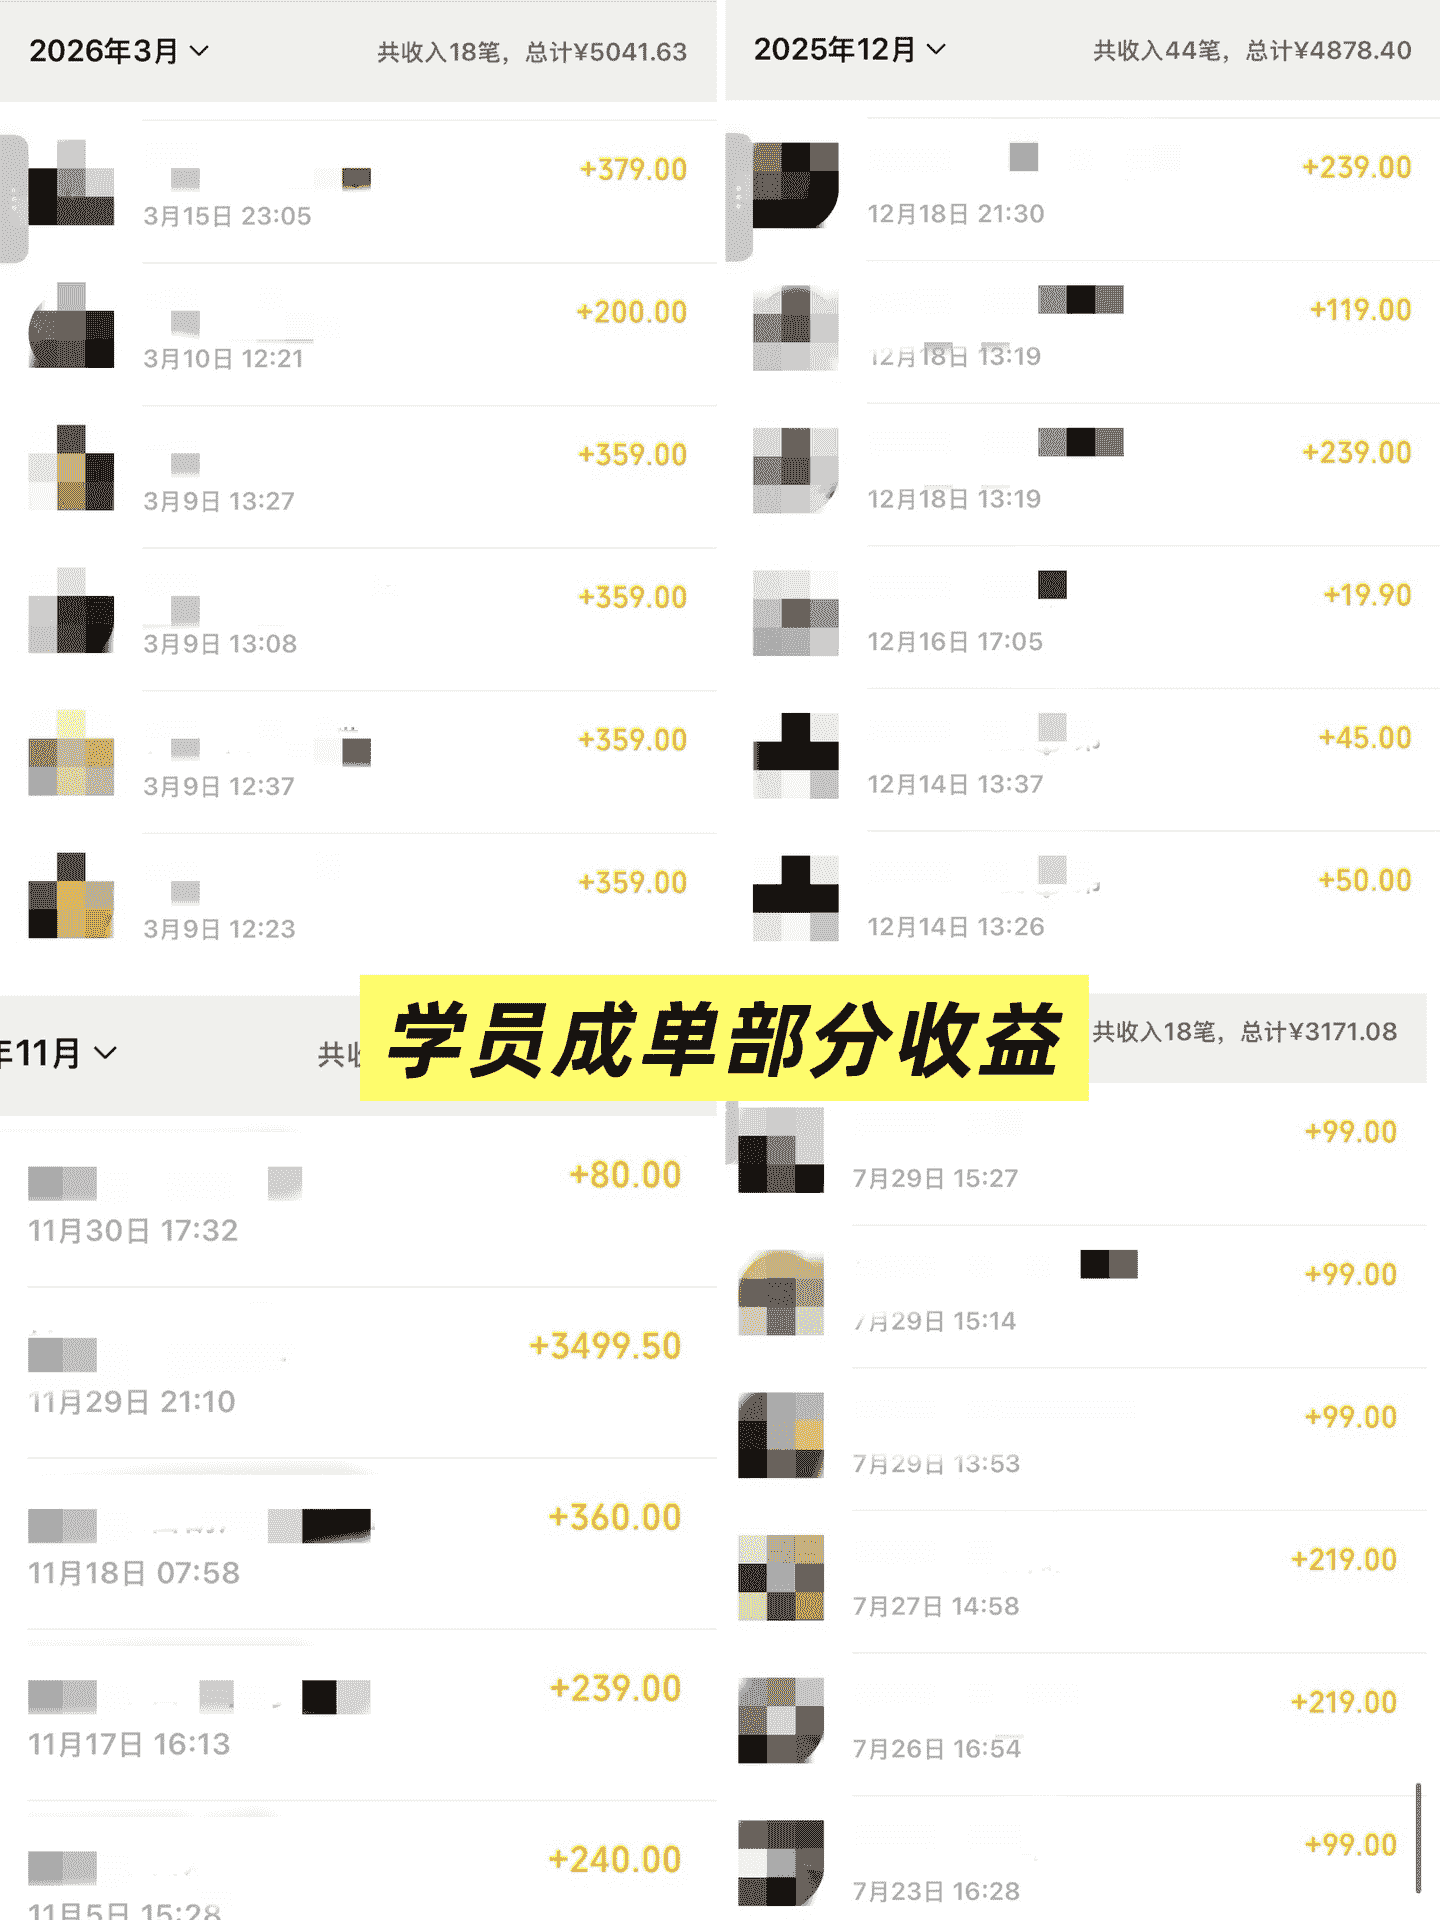 2026年3月
共收入18笔，总计¥5041.63
+379.00
3月15日 23:05
+200.00
3月10日 12:21
+359.00
3月9日 13:27
+359.00
3月9日 13:08
+359.00
3月9日 12:37
+359.00
3月9日 12:23
2025年12月
共收入44笔，总计¥4878.40
+239.00
12月18日 21:30
+119.00
12月18日 13:19
+239.00
12月18日 13:19
+19.90
12月16日 17:05
+45.00
12月14日 13:37
+50.00
12月14日 13:26
学员成单部分收益
年11月
共收
+80.00
11月30日 17:32
+3499.50
11月29日 21:10
+360.00
11月18日 07:58
+239.00
11月17日 16:13
+240.00
11月5日 15:28
共收入18笔，总计¥3171.08
+99.00
7月29日 15:27
+99.00
7月29日 15:14
+99.00
7月29日 13:53
+219.00
7月27日 14:58
+219.00
7月26日 16:54
+99.00
7月23日 16:28